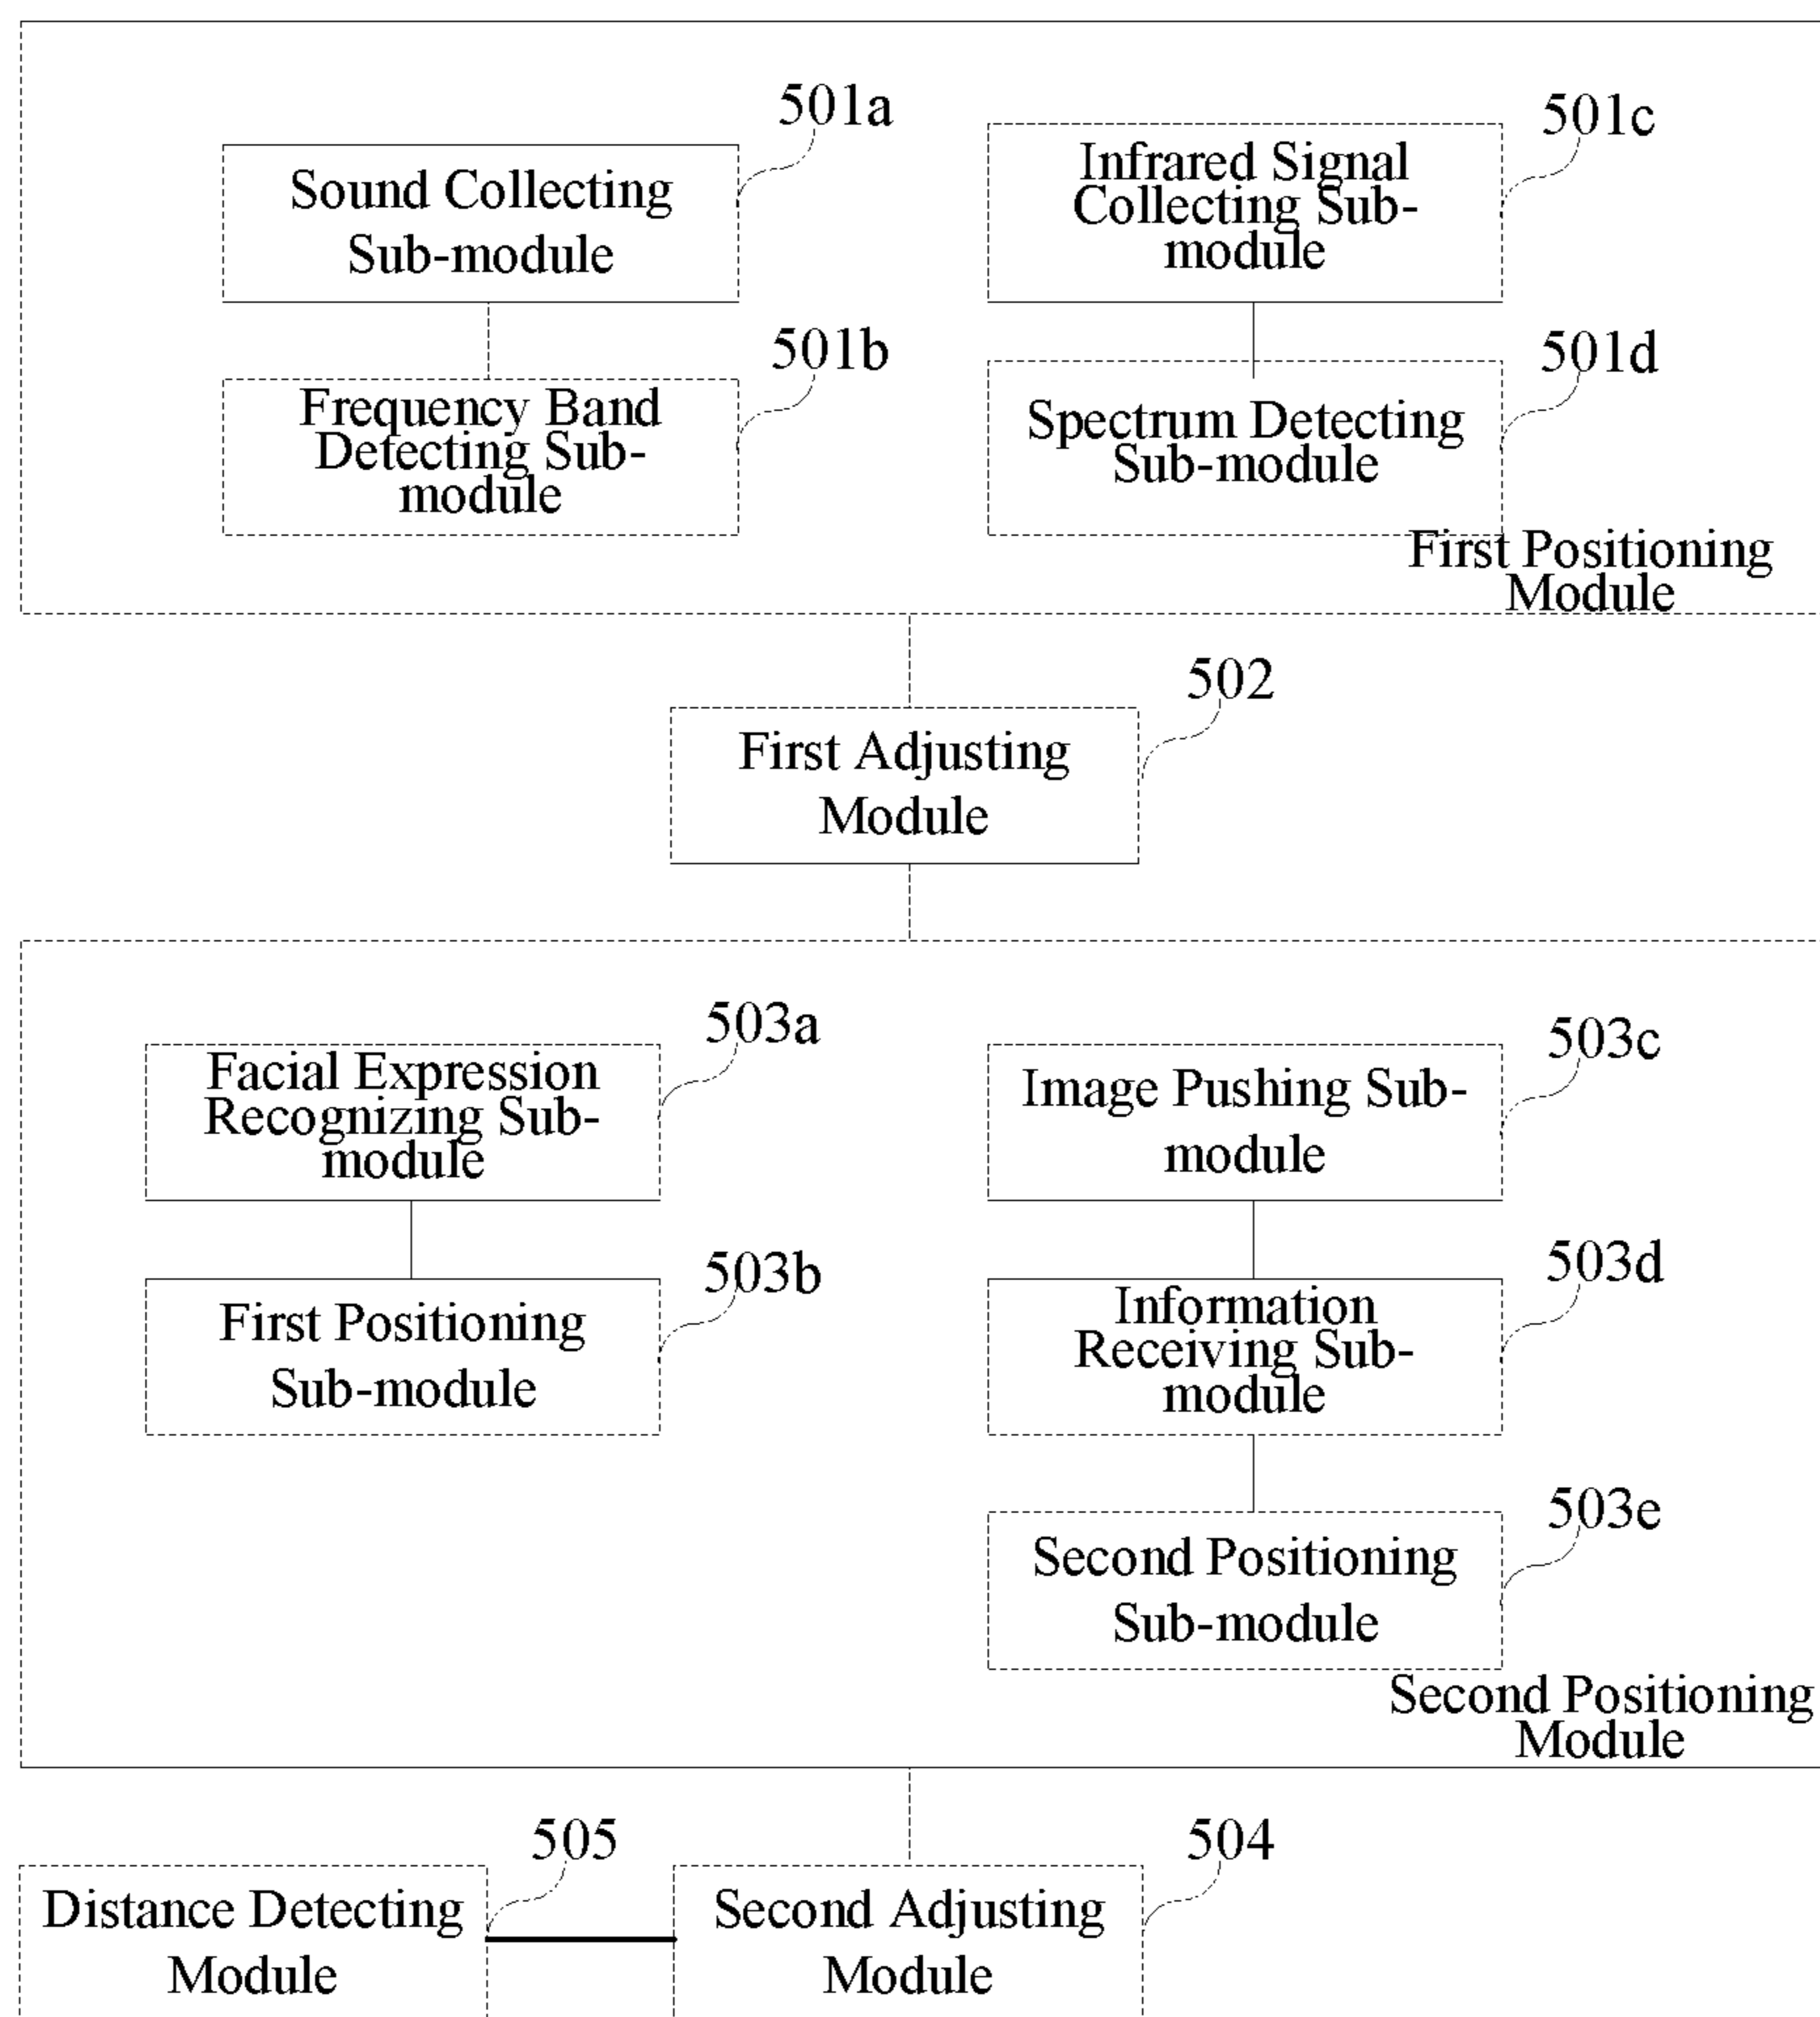 501a
Sound Collecting
Sub-module
501c
Infrared Signal
Collecting Sub-
module
501b
Frequency Band
Detecting Sub-
module
501d
Spectrum Detecting
Sub-module
First Positioning
Module
502
First Adjusting
Module
503a
Facial Expression
Recognizing Sub-
module
503c
Image Pushing Sub-
module
503b
First Positioning
Sub-module
503d
Information
Receiving Sub-
module
503e
Second Positioning
Sub-module
Second Positioning
Module
505
Distance Detecting
Module
504
Second Adjusting
Module